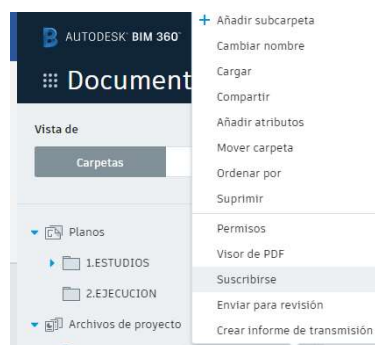 AUTODESK® BIM 360™
Document
Vista de
Carpetas
Planos
1.ESTUDIOS
2.EJECUCION
Archivos de proyecto
+ Añadir subcarpeta
Cambiar nombre
Cargar
Compartir
Añadir atributos
Mover carpeta
Ordenar por
Suprimir
Permisos
Visor de PDF
Suscribirse
Enviar para revisión
Crear informe de transmisión